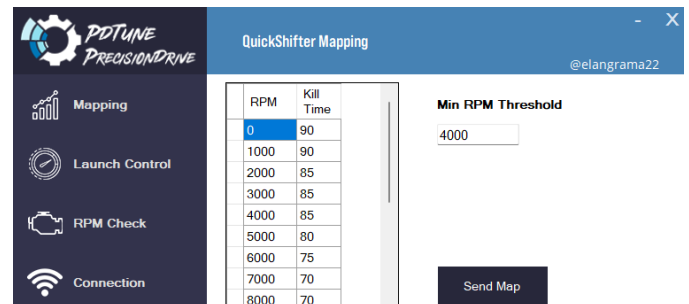 PDTUNE
PRECISIONDRIVE
QuickShifter Mapping
- X
@elangrama22
Mapping
Launch Control
RPM Check
Connection
RPM Kill Time
0 90
1000 90
2000 85
3000 85
4000 85
5000 80
6000 75
7000 70
8000 70
Min RPM Threshold
4000
Send Map